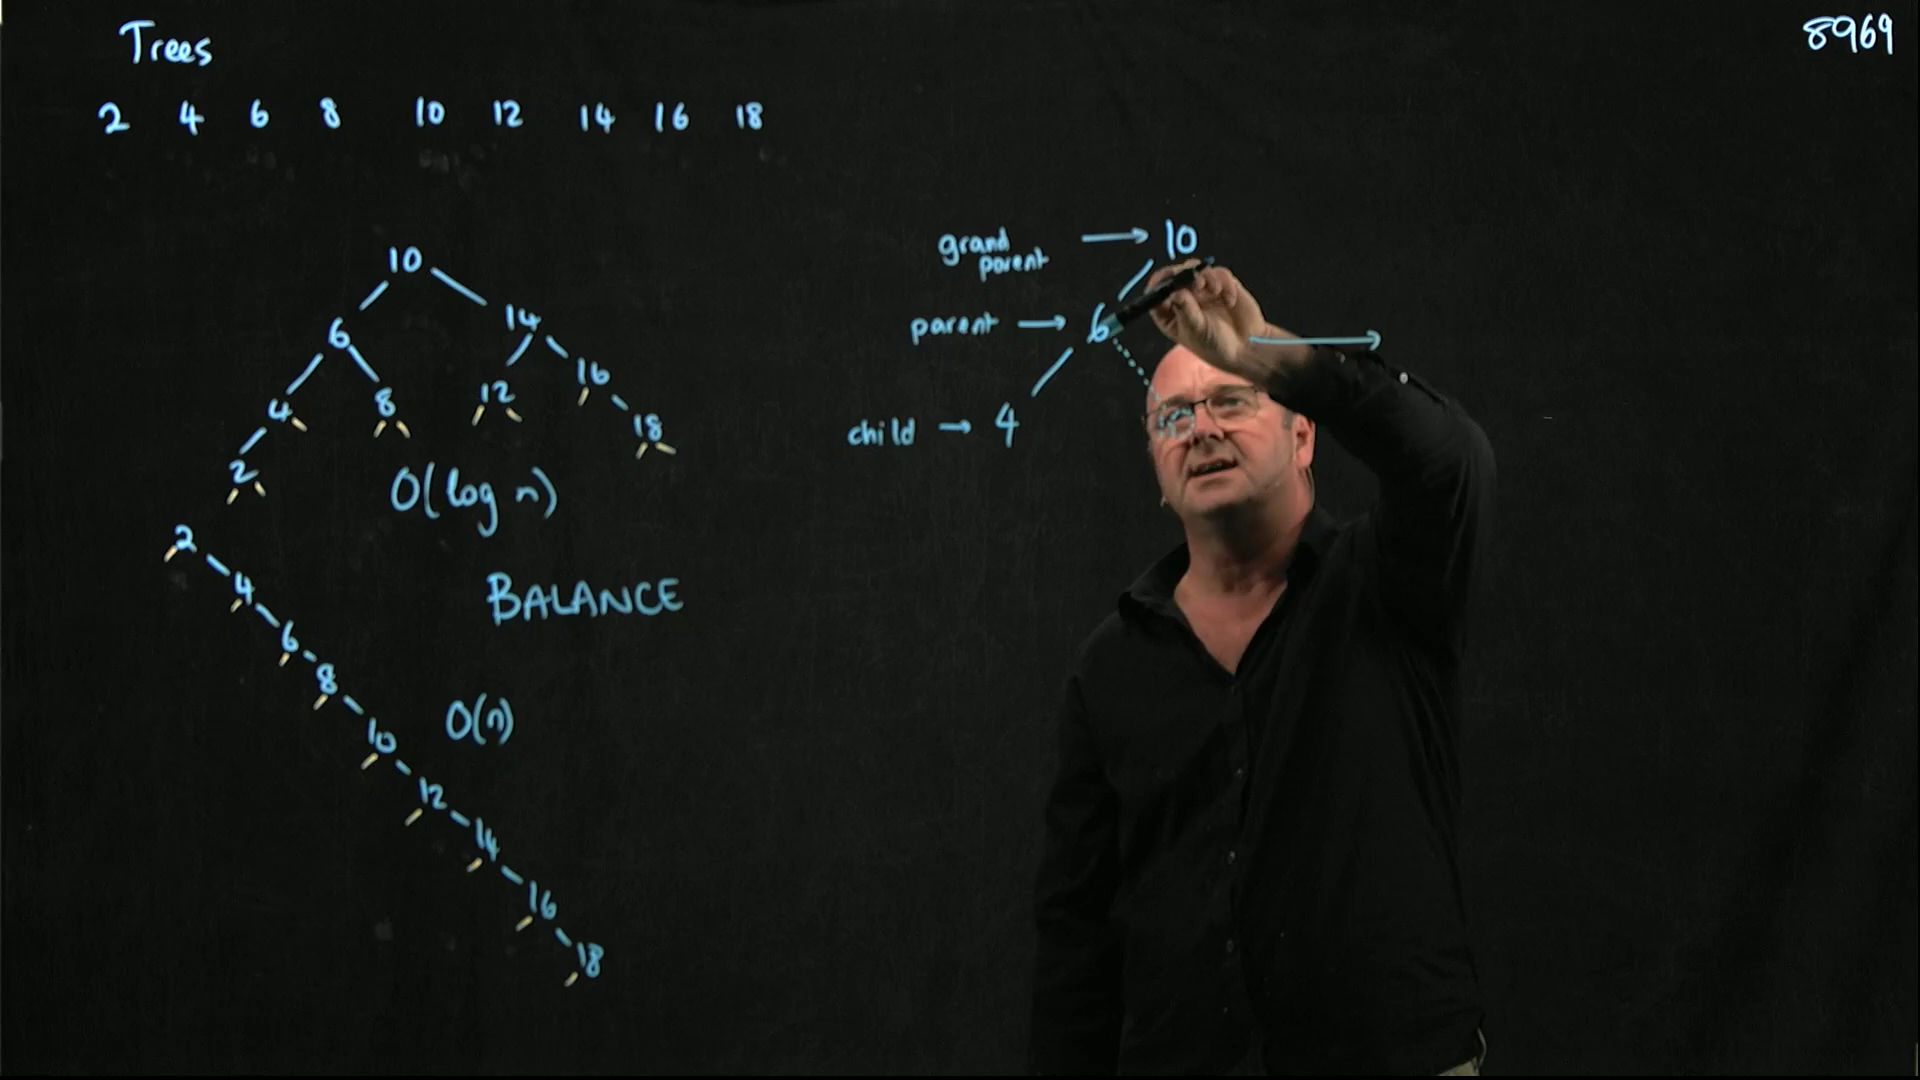 Trees
8969
2 4 6 8 10 12 14 16 18
10
6 14
4 8 12 16
2 18
O(log n)
BALANCE
2
4
6
8
10
12
14
16
18
O(n)
grand parent → 10
parent → 6
child → 4